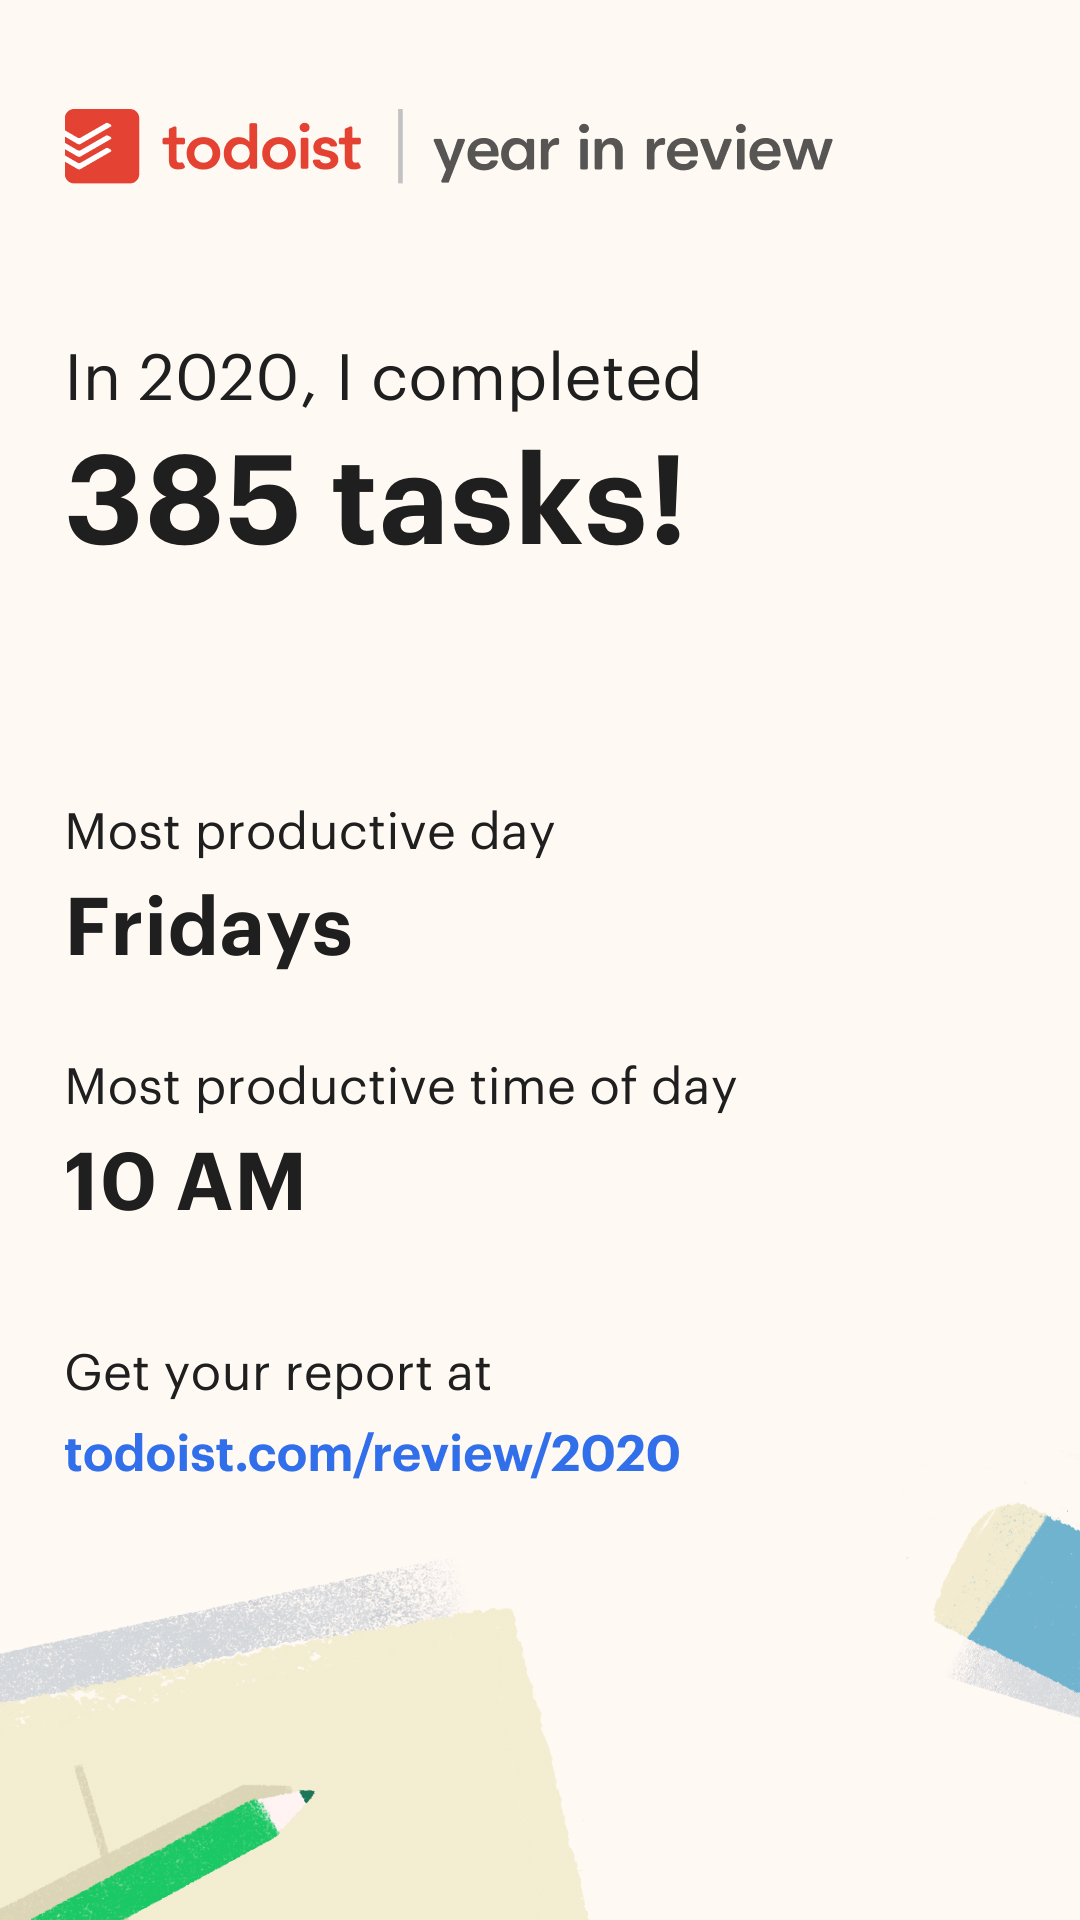 todoist | year in review
In 2020, I completed
385 tasks!
Most productive day
Fridays
Most productive time of day
10 AM
Get your report at
todoist.com/review/2020